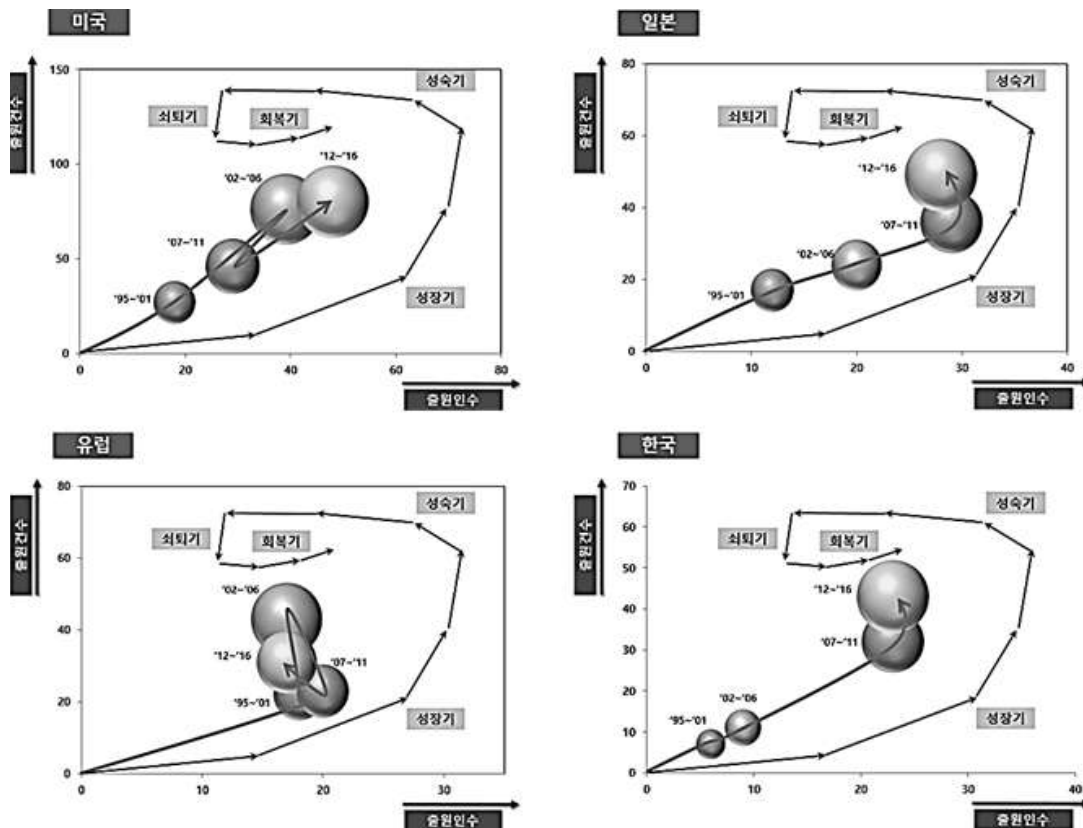 미국
출원건수
150
100
50
0
쇠퇴기
회복기
성숙기
성장기
'12~'16
'02~'06
'07~'11
'95~'01
0
20
40
60
80
출원인수
일본
출원건수
80
60
40
20
0
쇠퇴기
회복기
성숙기
성장기
'12~'16
'07~'11
'02~'06
'95~'01
0
10
20
30
40
출원인수
유럽
출원건수
80
60
40
20
0
쇠퇴기
회복기
성숙기
성장기
'02~'06
'12~'16
'07~'11
'95~'01
0
10
20
30
출원인수
한국
출원건수
70
60
50
40
30
20
10
0
쇠퇴기
회복기
성숙기
성장기
'12~'16
'07~'11
'02~'06
'95~'01
0
10
20
30
40
출원인수